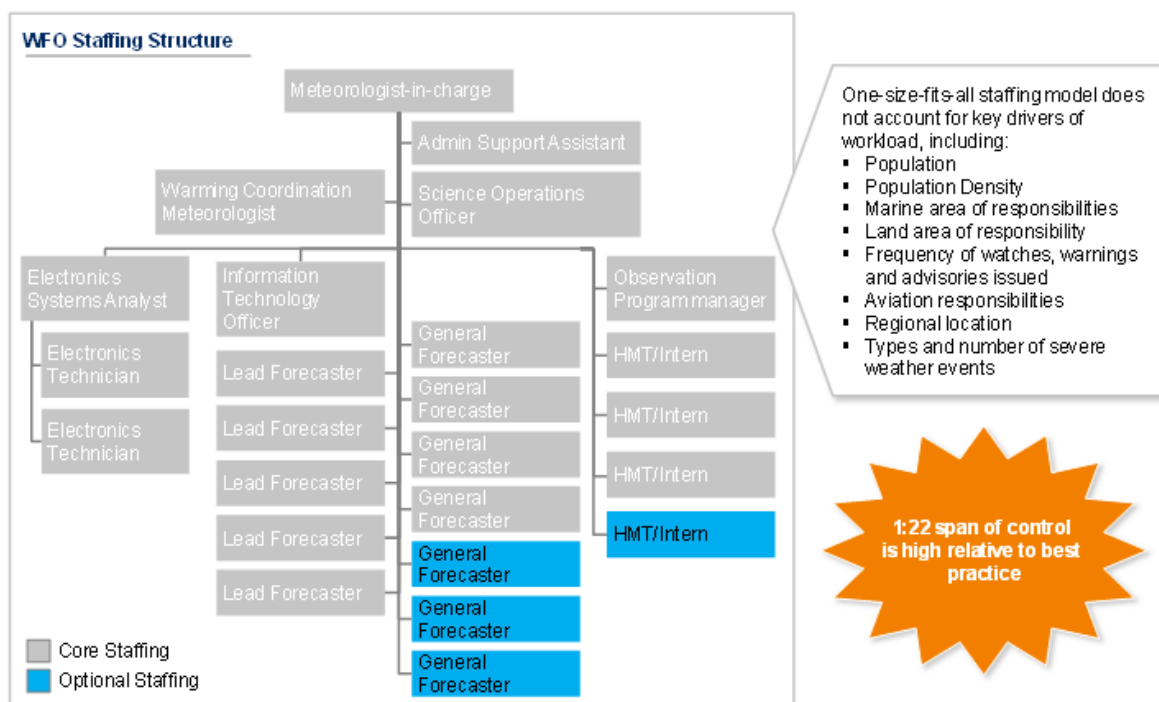 WFO Staffing Structure
Meteorologist-in-charge
Admin Support Assistant
Warming Coordination
Meteorologist
Science Operations
Officer
Electronics
Systems Analyst
Information
Technology
Officer
Observation
Program manager
Electronics
Technician
Electronics
Technician
Lead Forecaster
Lead Forecaster
Lead Forecaster
Lead Forecaster
Lead Forecaster
General
Forecaster
General
Forecaster
General
Forecaster
General
Forecaster
General
Forecaster
General
Forecaster
General
Forecaster
HMT/Intern
HMT/Intern
HMT/Intern
HMT/Intern
Core Staffing
Optional Staffing
One-size-fits-all staffing model does
not account for key drivers of
workload, including:
▪ Population
▪ Population Density
▪ Marine area of responsibilities
▪ Land area of responsibility
▪ Frequency of watches, warnings
and advisories issued
▪ Aviation responsibilities
▪ Regional location
▪ Types and number of severe
weather events
1:22 span of control
is high relative to best
practice